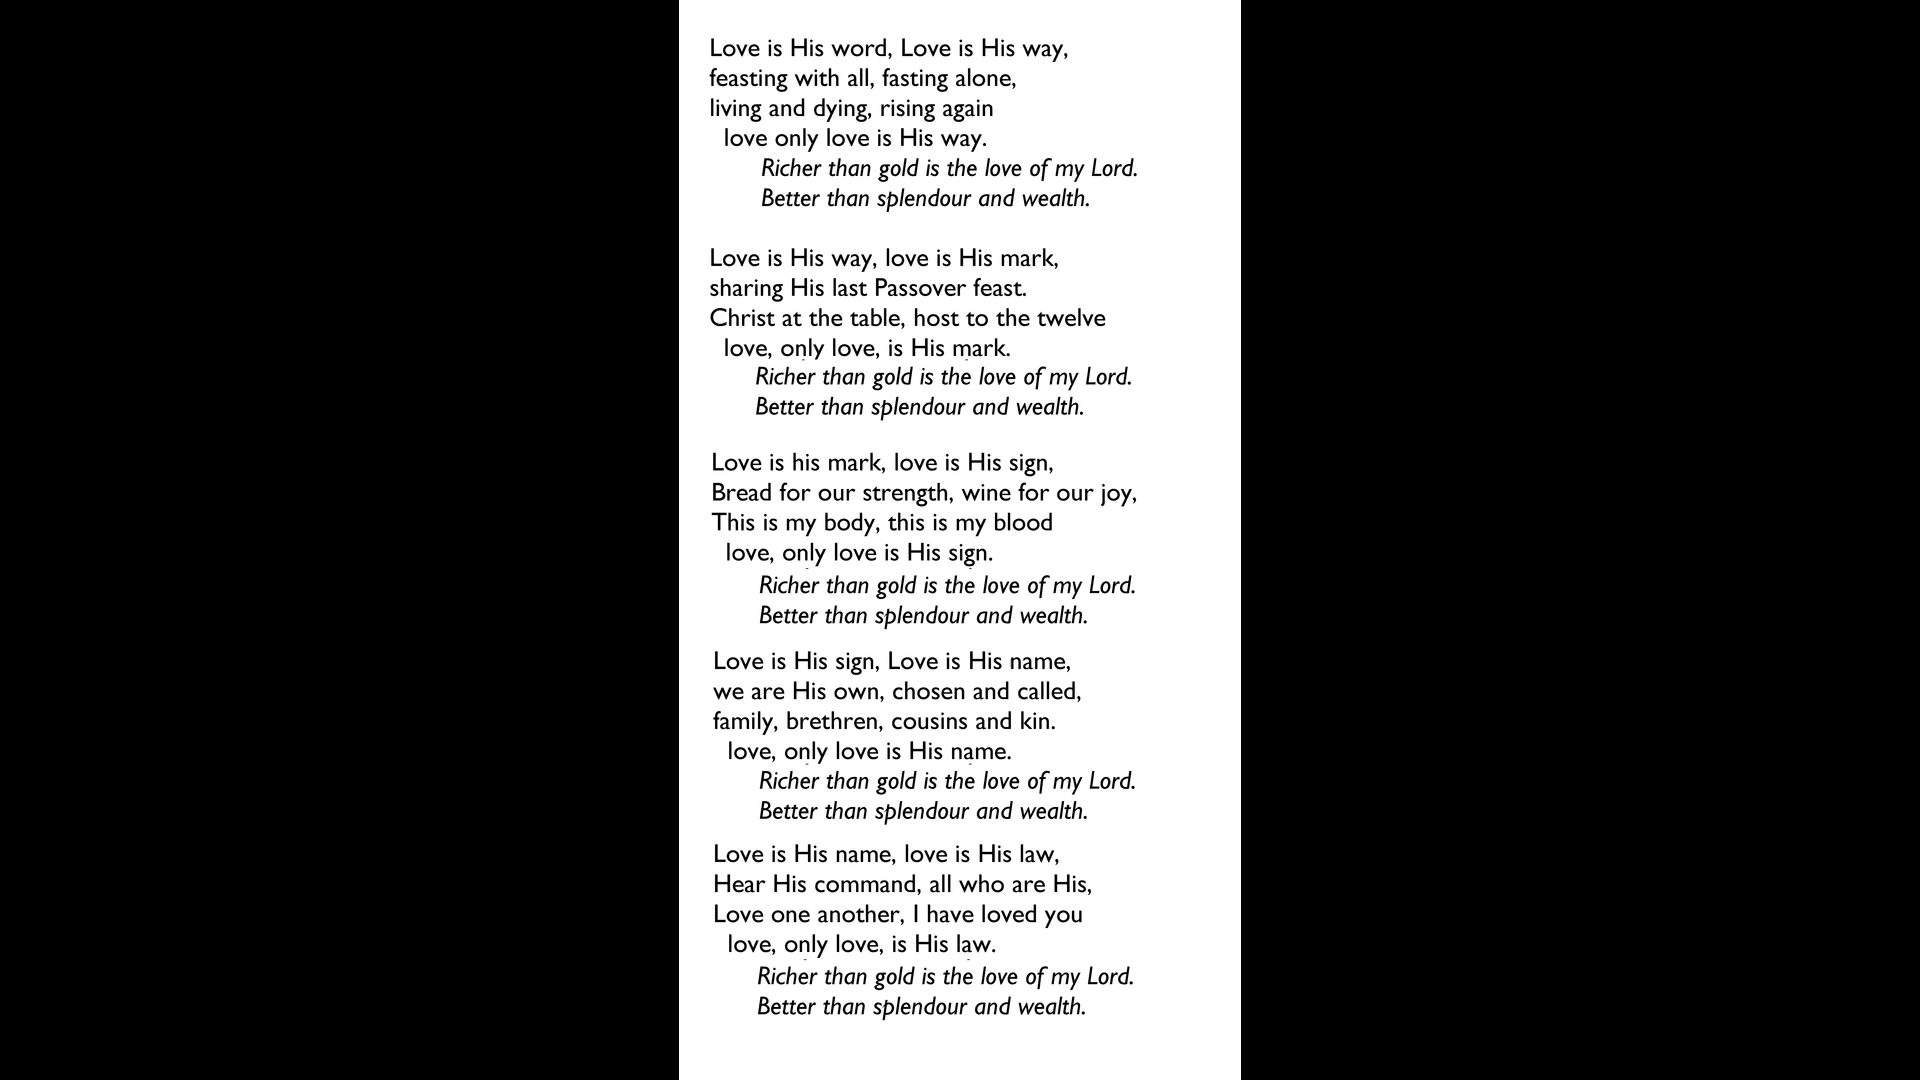 Love is His word, Love is His way,
feasting with all, fasting alone,
living and dying, rising again
love only love is His way.
Richer than gold is the love of my Lord.
Better than splendour and wealth.
Love is His way, love is His mark,
sharing His last Passover feast.
Christ at the table, host to the twelve
love, only love, is His mark.
Richer than gold is the love of my Lord.
Better than splendour and wealth.
Love is his mark, love is His sign,
Bread for our strength, wine for our joy,
This is my body, this is my blood
love, only love is His sign.
Richer than gold is the love of my Lord.
Better than splendour and wealth.
Love is His sign, Love is His name,
we are His own, chosen and called,
family, brethren, cousins and kin.
love, only love is His name.
Richer than gold is the love of my Lord.
Better than splendour and wealth.
Love is His name, love is His law,
Hear His command, all who are His,
Love one another, I have loved you
love, only love, is His law.
Richer than gold is the love of my Lord.
Better than splendour and wealth.